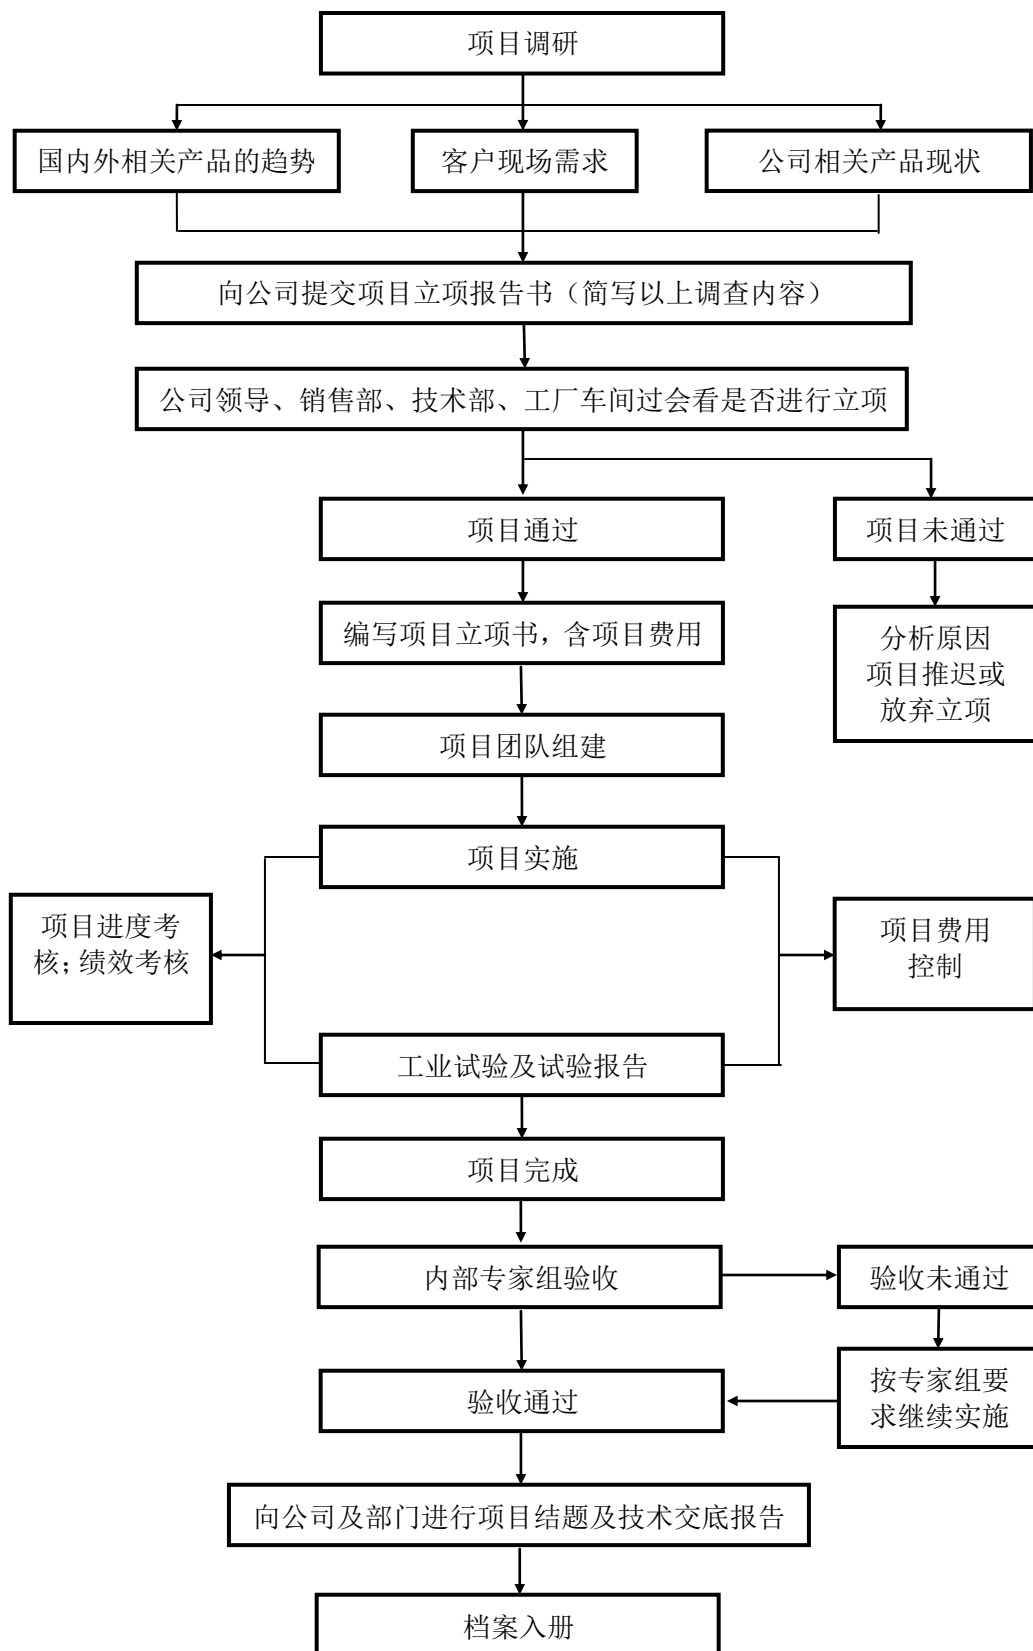 项目调研
国内外相关产品的趋势
客户现场需求
公司相关产品现状
向公司提交项目立项报告书（简写以上调查内容）
公司领导、销售部、技术部、工厂车间过会看是否进行立项
项目通过
项目未通过
编写项目立项书，含项目费用
分析原因
项目推迟或
放弃立项
项目团队组建
项目实施
项目进度考
核；绩效考核
项目费用
控制
工业试验及试验报告
项目完成
内部专家组验收
验收未通过
验收通过
按专家组要
求继续实施
向公司及部门进行项目结题及技术交底报告
档案入册